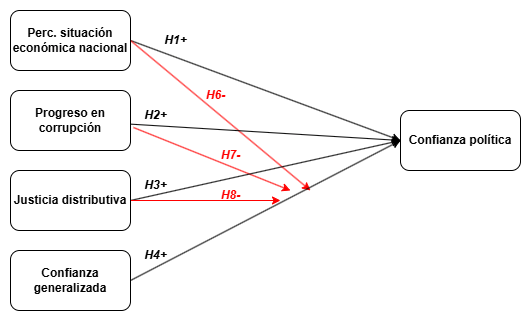 Perc. situación
económica nacional
H1+
H6-
Progreso en
corrupción
H2+
Confianza política
H7-
Justicia distributiva
H3+
H8-
H4+
Confianza
generalizada